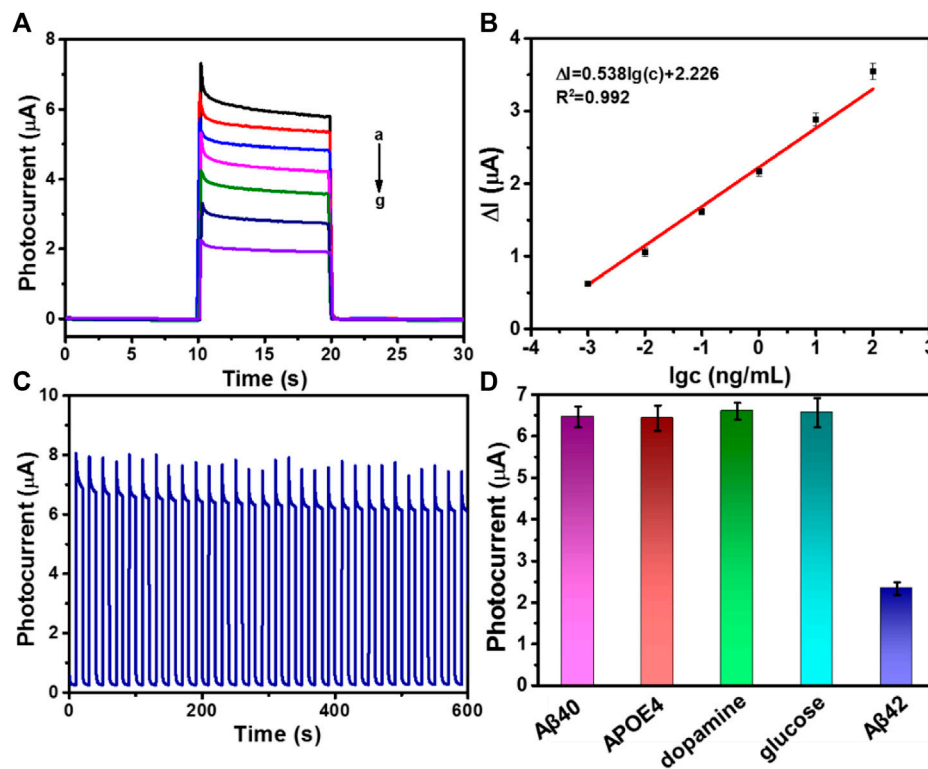 A
Photocurrent (μA)
8
6
4
2
0
a
g
0 5 10 15 20 25 30
Time (s)
B
ΔI (μA)
4
3
2
1
0
ΔI=0.538lg(c)+2.226
R²=0.992
-4 -3 -2 -1 0 1 2 3
lgc (ng/mL)
C
Photocurrent (μA)
10
8
6
4
2
0
0 100 200 300 400 500 600
Time (s)
D
Photocurrent (μA)
7
6
5
4
3
2
1
0
Aβ40
APOE4
dopamine
glucose
Aβ42